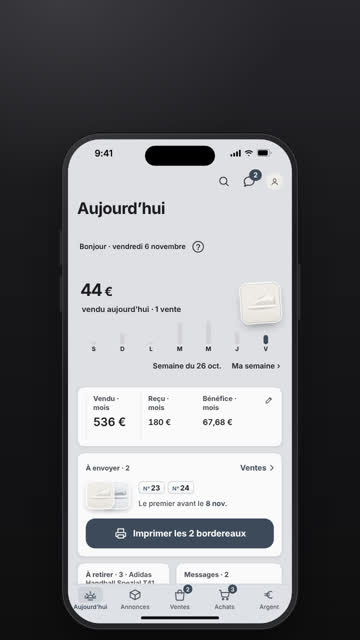 9:41
2
Aujourd'hui
Bonjour · vendredi 6 novembre ?
44 €
vendu aujourd'hui · 1 vente
S D L M M J V
Semaine du 26 oct. Ma semaine ›
Vendu · mois
Reçu · mois
Bénéfice · mois
536 € 180 € 67,68 €
À envoyer · 2 Ventes ›
N° 23 N° 24
Le premier avant le 8 nov.
Imprimer les 2 bordereaux
À retirer · 3 · Adidas
Handball Spezial T41
Messages · 2
2 3
Aujourd'hui Annonces Ventes Achats Argent